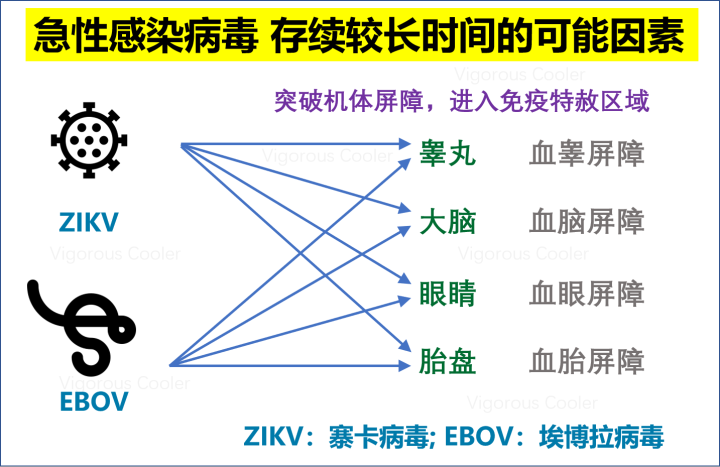 急性感染病毒 存续较长时间的可能因素
Vigorous Cooler
突破机体屏障，进入免疫特赦区域
睾丸 血睾屏障
Vigorous Cooler
ZIKV
大脑 血脑屏障
Vigorous Cooler
Vigorous Cooler
眼睛 血眼屏障
胎盘 血胎屏障
Vigorous Cooler
EBOV
Vigorous Cooler
ZIKV：寨卡病毒; EBOV：埃博拉病毒